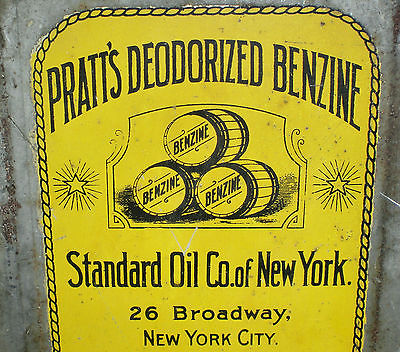 PRATT'S DEODORIZED BENZINE
BENZINE
BENZINE
BENZINE
Standard Oil Co. of New York.
26 Broadway,
NEW YORK CITY.